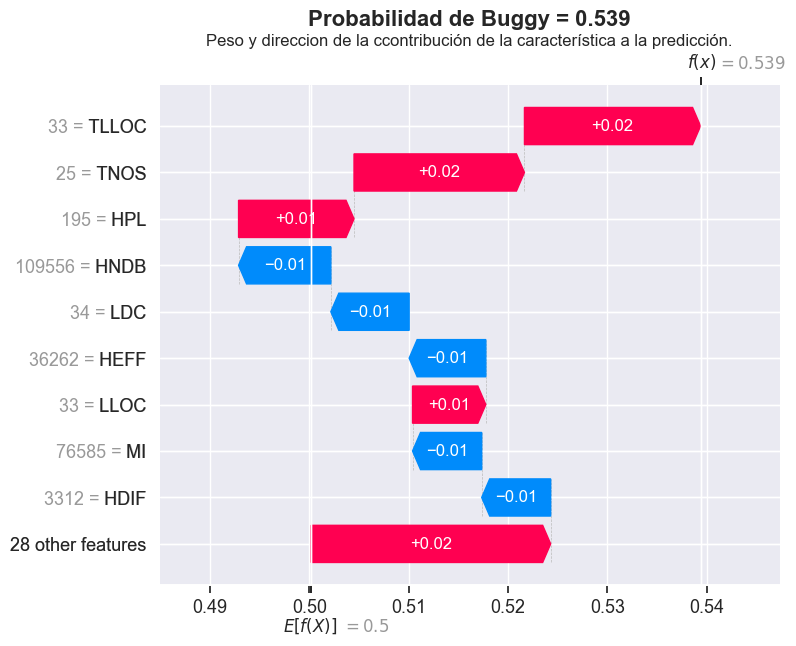 Probabilidad de Buggy = 0.539
Peso y direccion de la ccontribución de la característica a la predicción.
f(x) = 0.539
33 = TLLOC +0.02
25 = TNOS +0.02
195 = HPL +0.01
109556 = HNDB −0.01
34 = LDC −0.01
36262 = HEFF −0.01
33 = LLOC +0.01
76585 = MI −0.01
3312 = HDIF −0.01
28 other features +0.02
0.49 0.50 0.51 0.52 0.53 0.54
E[f(X)] = 0.5